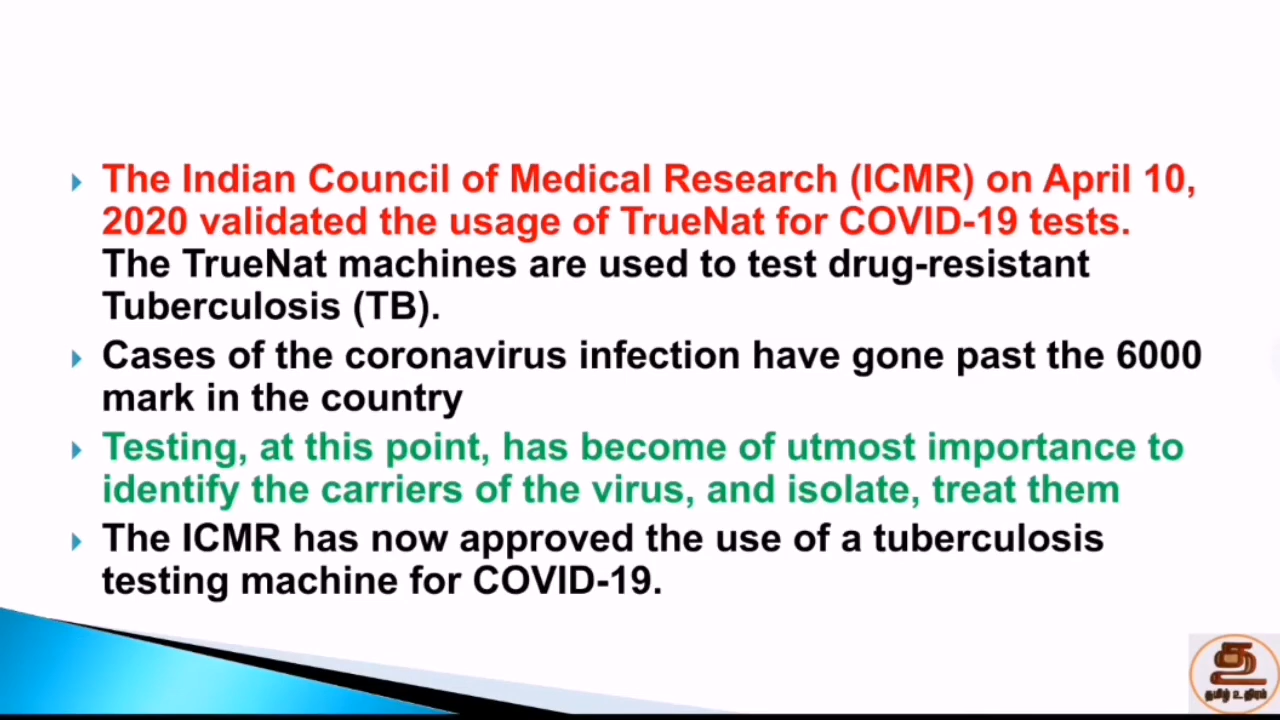 The Indian Council of Medical Research (ICMR) on April 10,
2020 validated the usage of TrueNat for COVID-19 tests.
The TrueNat machines are used to test drug-resistant
Tuberculosis (TB).
Cases of the coronavirus infection have gone past the 6000
mark in the country
Testing, at this point, has become of utmost importance to
identify the carriers of the virus, and isolate, treat them
The ICMR has now approved the use of a tuberculosis
testing machine for COVID-19.
த
தமிழ் உதிரம்